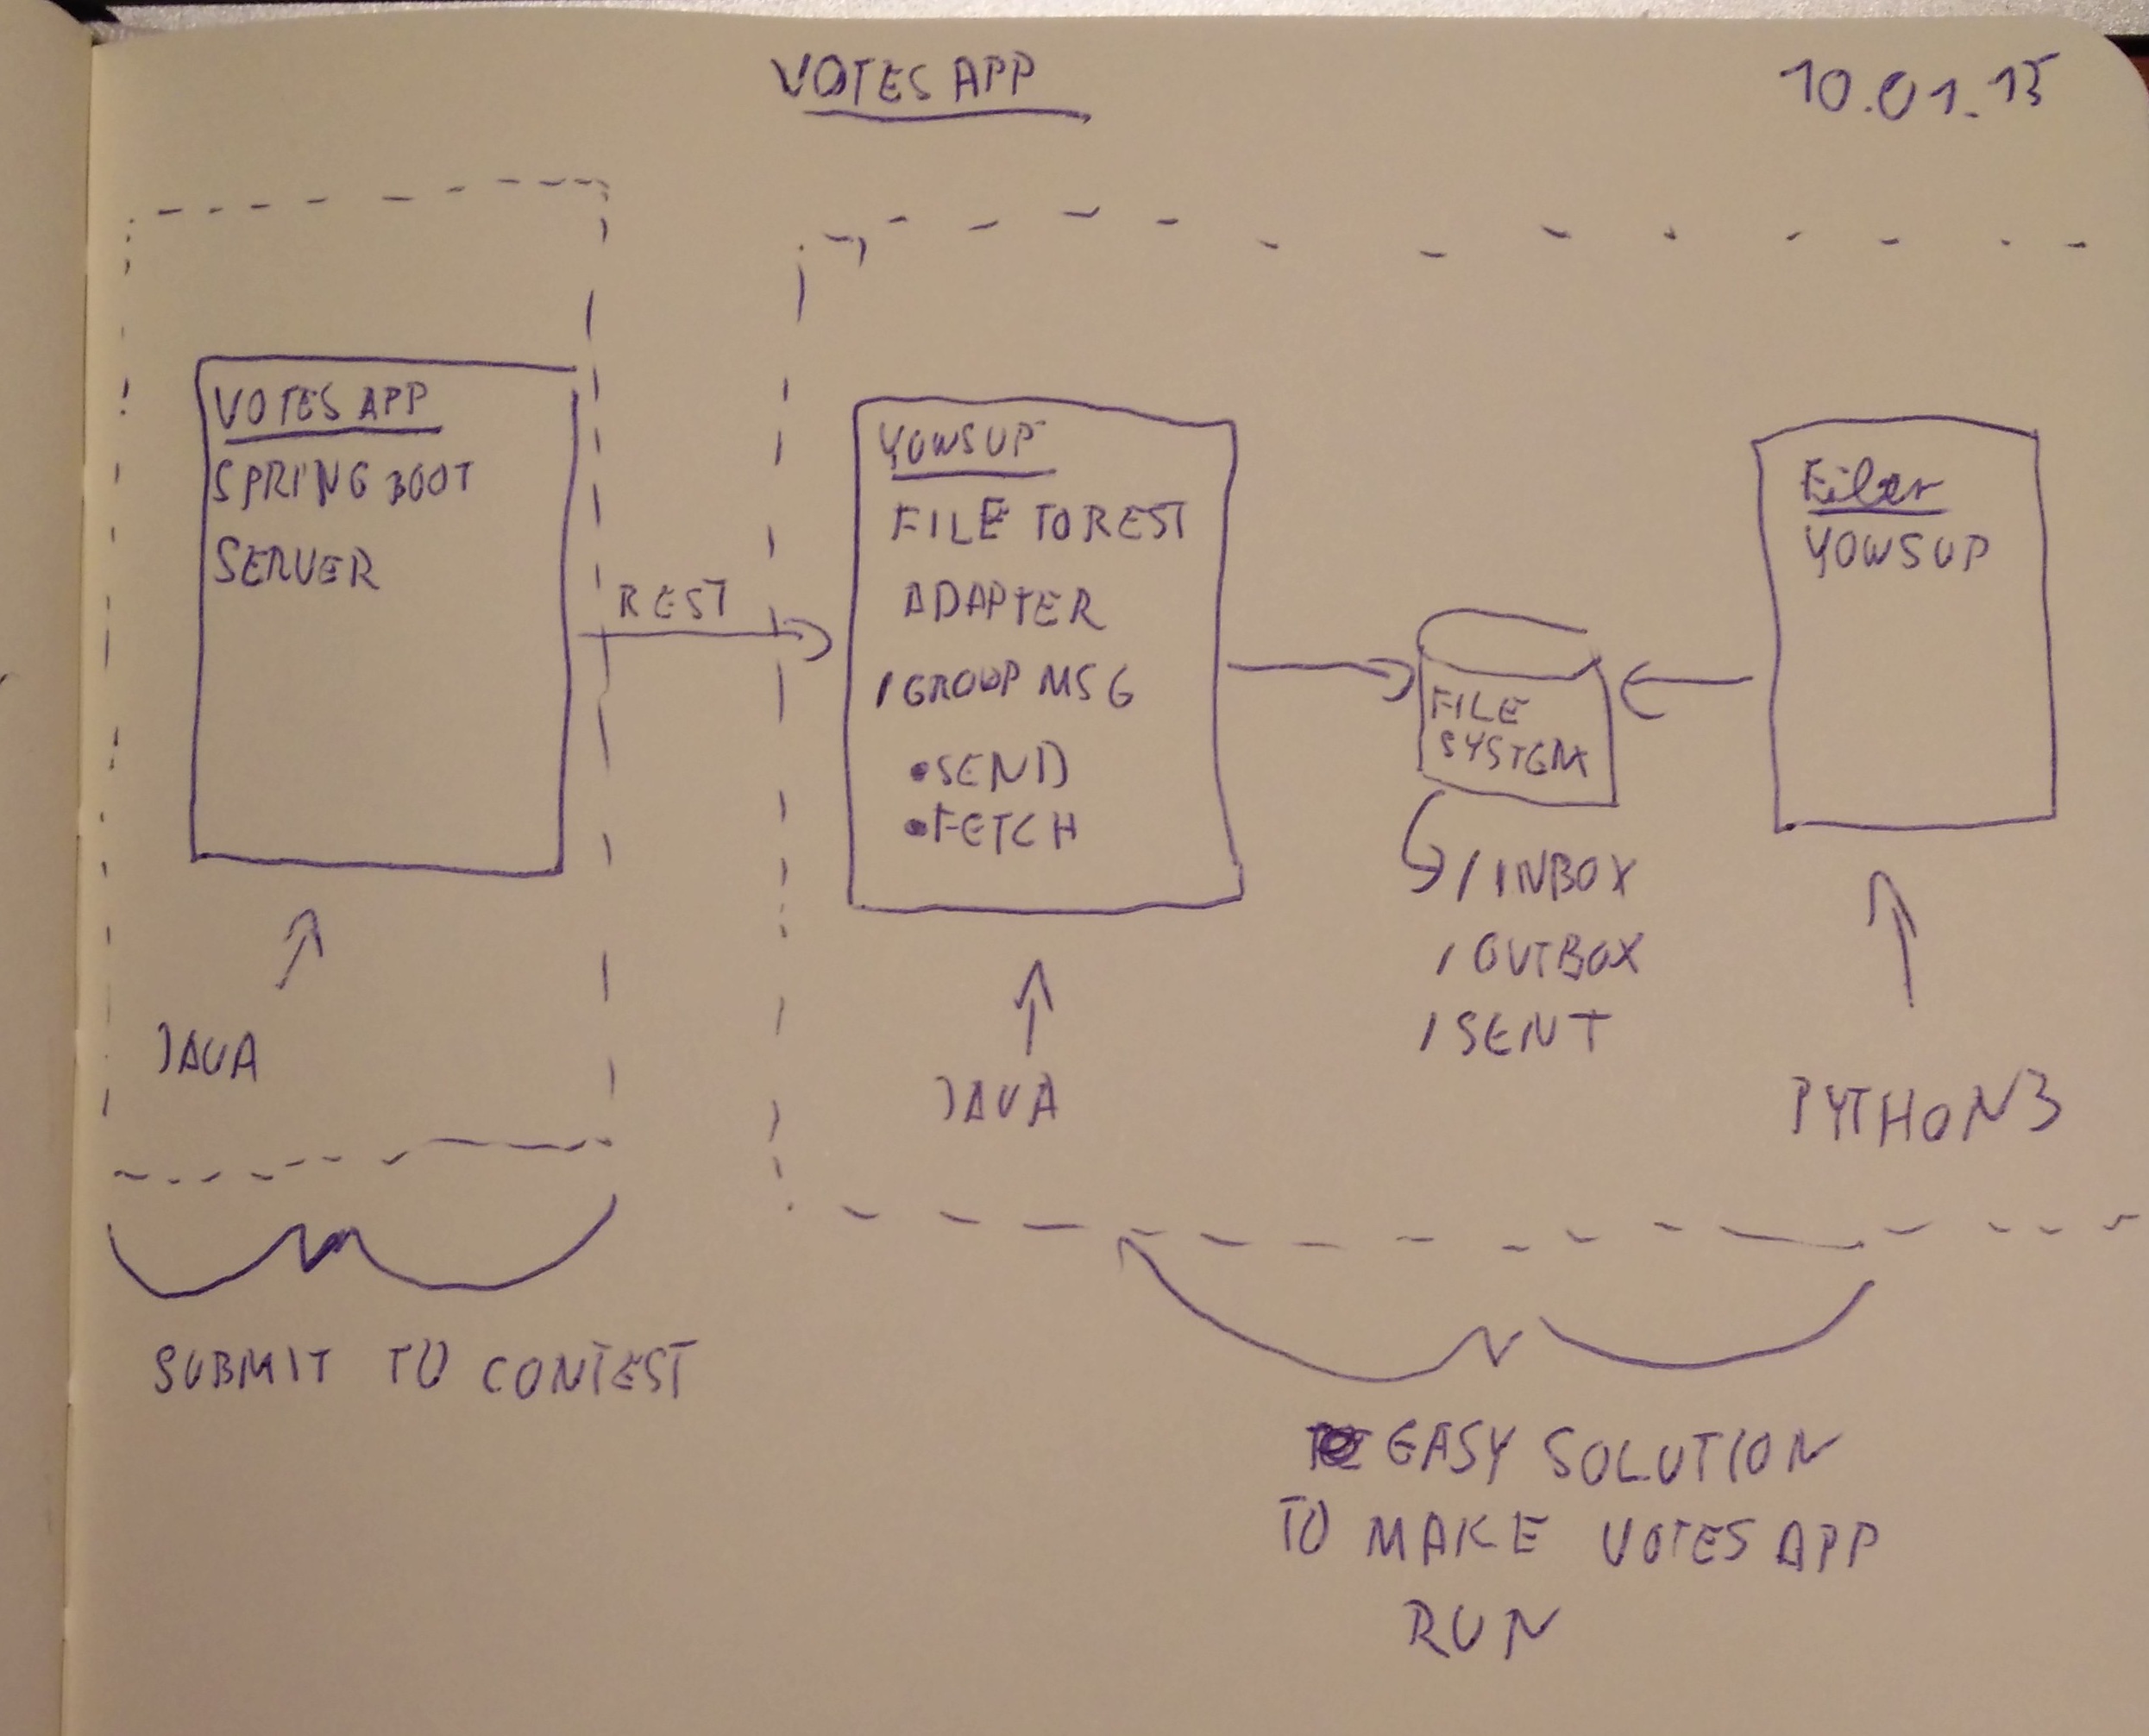 VOTES APP
10.01.15
VOTES APP
SPRING BOOT
SERVER
REST
YOWSUP
FILE TO REST
ADAPTER
/GROUP MSG
•SEND
•FETCH
FILE
SYSTEM
YOWSUP
/INBOX
/OUTBOX
/SENT
JAVA
JAVA
PYTHON3
SUBMIT TO CONTEST
EASY SOLUTION
TO MAKE VOTES APP
RUN